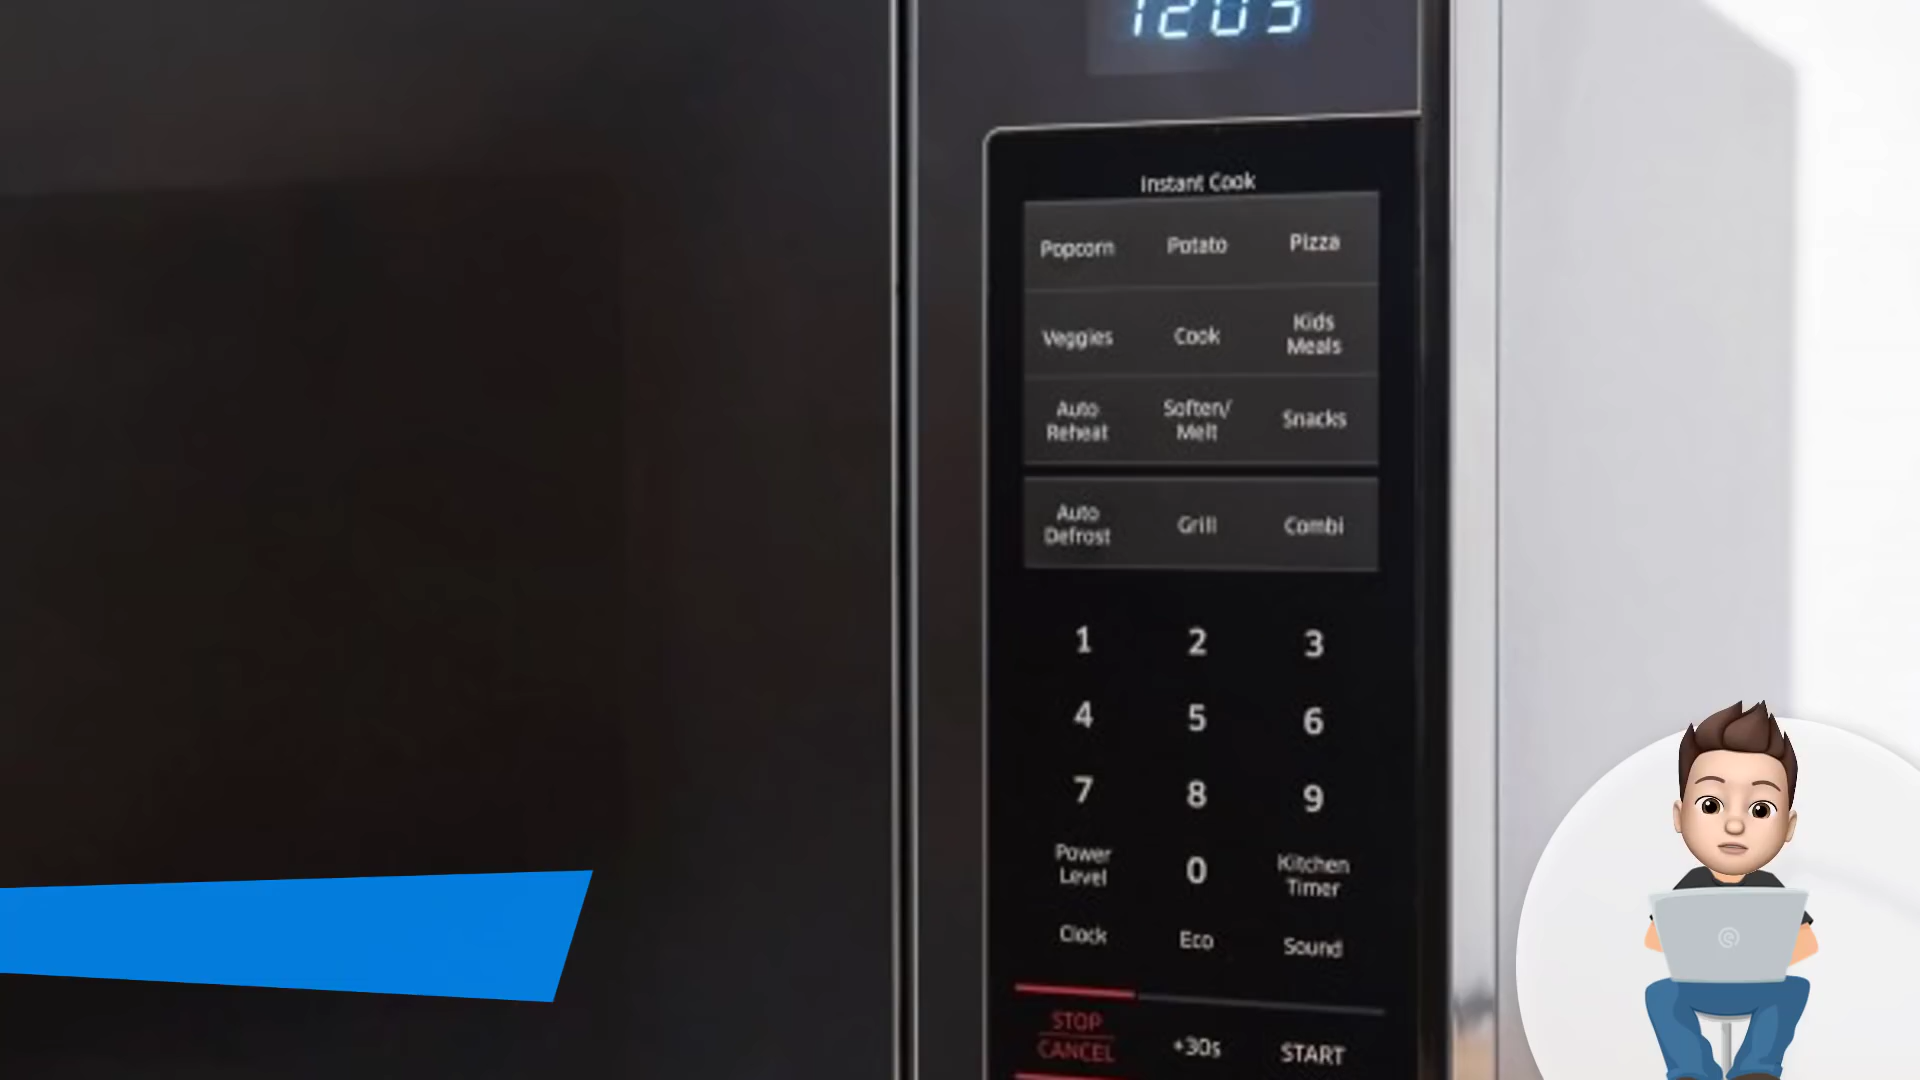 1203
Instant Cook
Popcorn Potato Pizza
Veggies Cook Kids Meals
Auto Reheat Soften/ Melt Snacks
Auto Defrost Grill Combi
1 2 3
4 5 6
7 8 9
Power Level 0 Kitchen Timer
Clock Eco Sound
STOP CANCEL +30s START